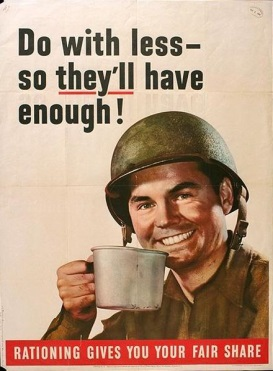 Do with less–
so they'll have
enough!
RATIONING GIVES YOU YOUR FAIR SHARE